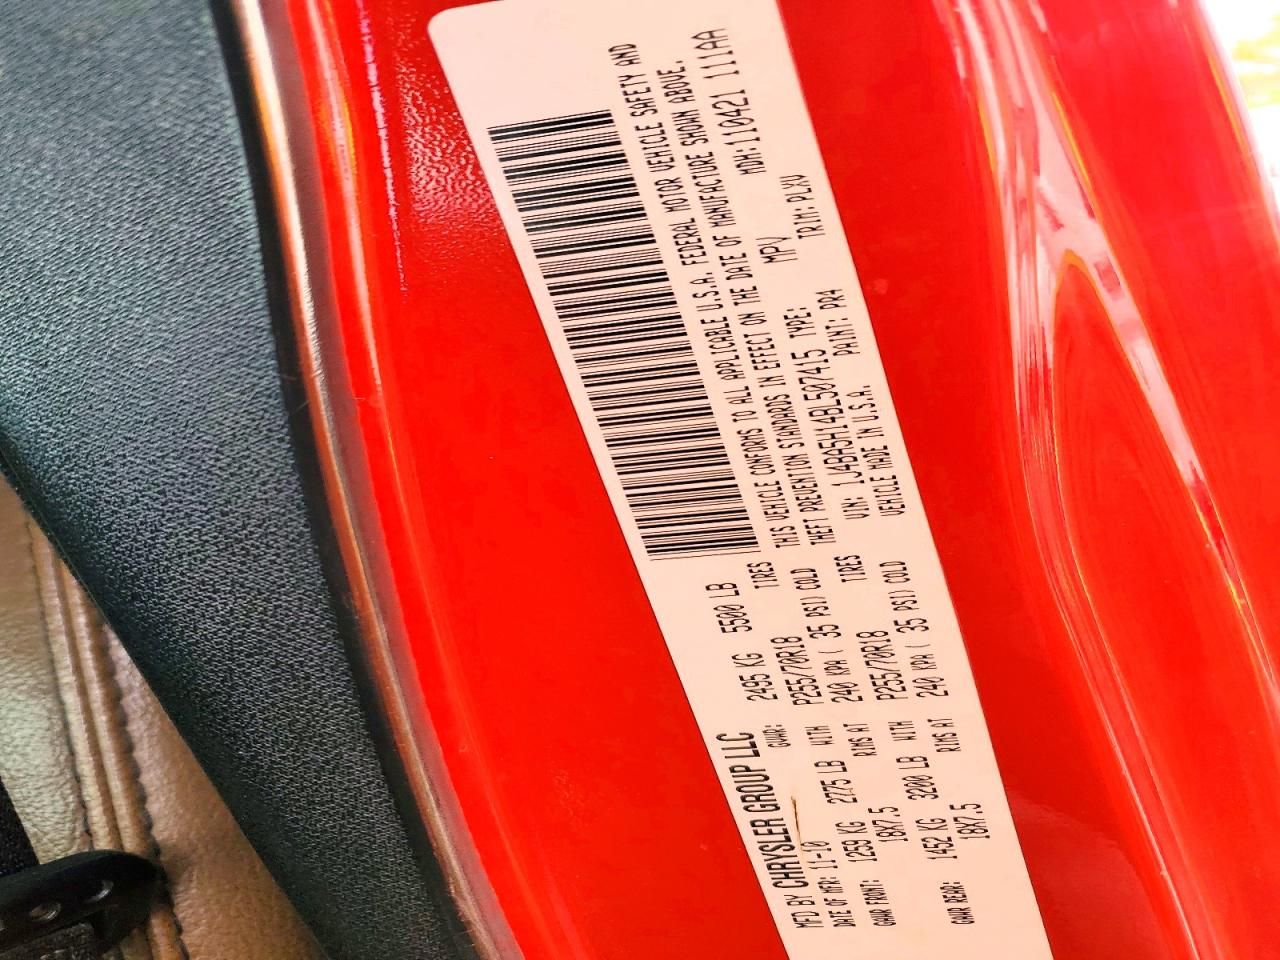 MFD BY CHRYSLER GROUP LLC
DATE OF MFR: 11-10 GVWR: 2495 KG 5500 LB
GAWR FRONT: 1259 KG 2775 LB WITH P255/70R18 TIRES
18X7.5 RIMS AT 240 KPA ( 35 PSI) COLD
GAWR REAR: 1452 KG 3200 LB WITH P255/70R18 TIRES
18X7.5 RIMS AT 240 KPA ( 35 PSI) COLD
THIS VEHICLE CONFORMS TO ALL APPLICABLE U.S.A. FEDERAL MOTOR VEHICLE SAFETY AND
THEFT PREVENTION STANDARDS IN EFFECT ON THE DATE OF MANUFACTURE SHOWN ABOVE.
VIN: 1J4BA5H14BL507415 TYPE: MPV MDH: 110421 111AA
VEHICLE MADE IN U.S.A. PAINT: PR4 TRIM: PLXV